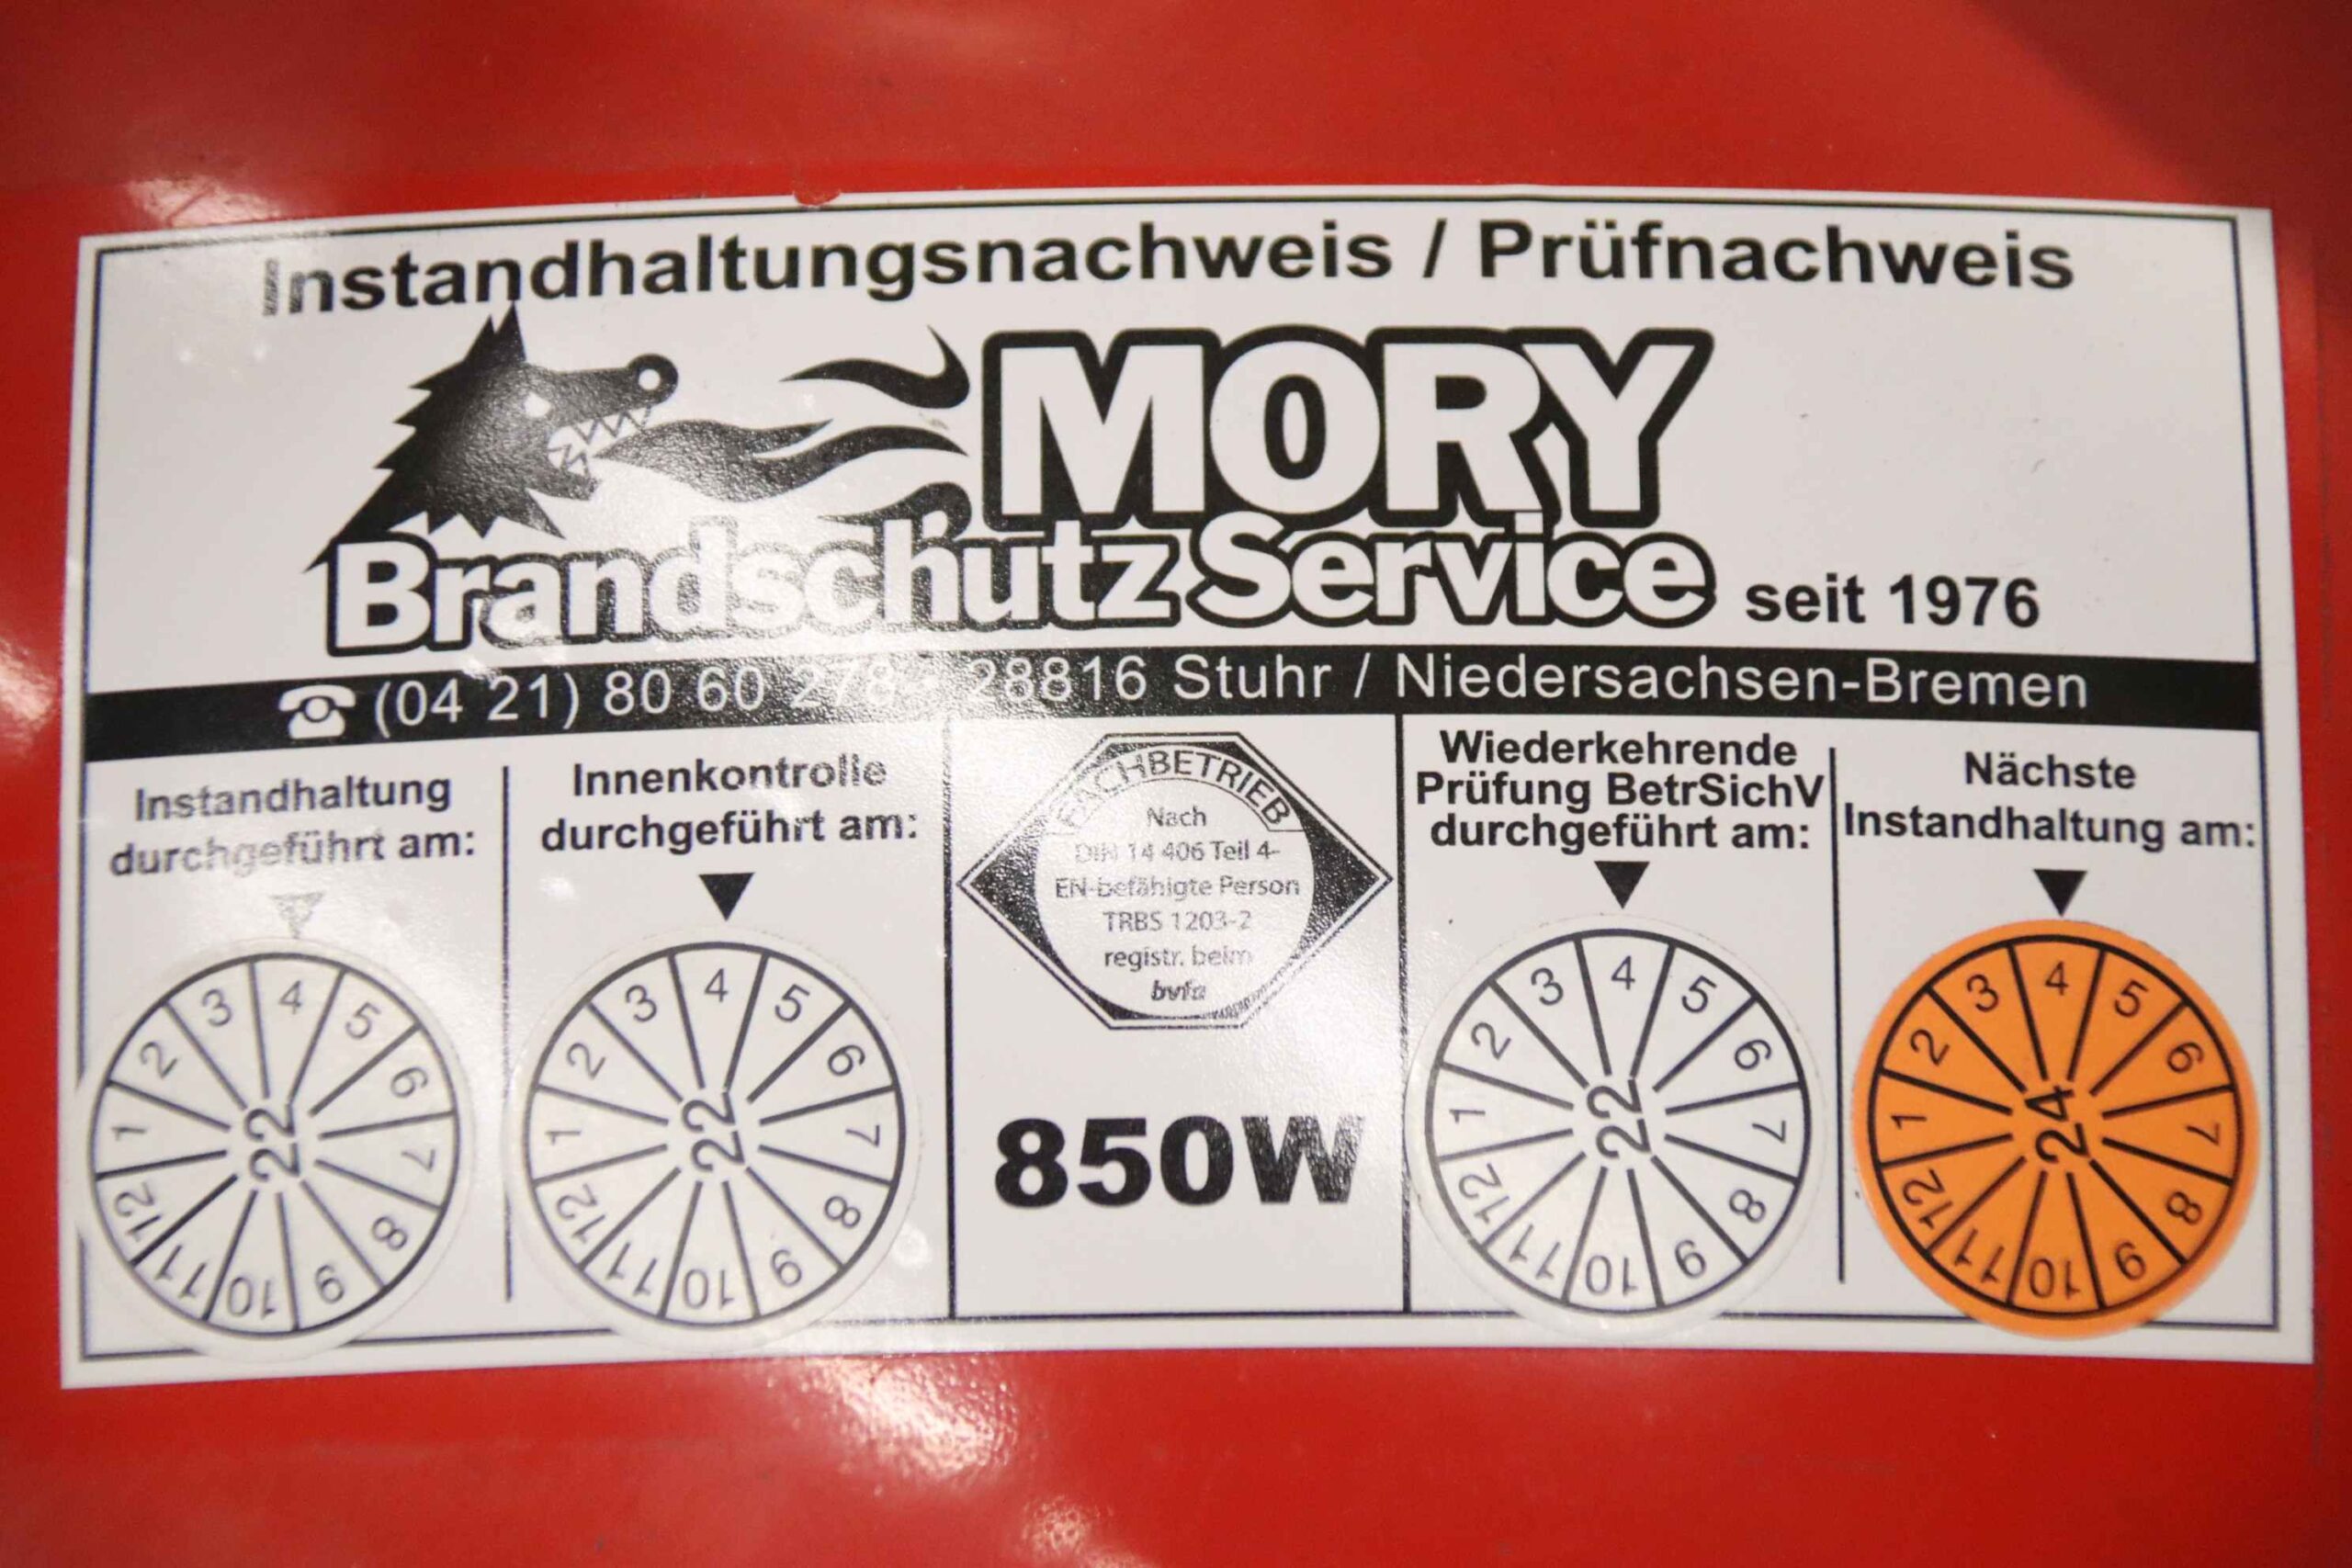 Instandhaltungsnachweis / Prüfnachweis
MORY
Brandschutz Service seit 1976
(04 21) 80 60 278 - 28816 Stuhr / Niedersachsen-Bremen
Instandhaltung
durchgeführt am:
3 4 5
2 6
1 22 7
12 8
11 10 9
Innenkontrolle
durchgeführt am:
3 4 5
2 6
1 22 7
12 8
11 10 9
FACHBETRIEB
Nach
DIN 14 406 Teil 4-
EN-befähigte Person
TRBS 1203-2
registr. beim
bvfa
850W
Wiederkehrende
Prüfung BetrSichV
durchgeführt am:
3 4 5
2 6
1 22 7
12 8
11 10 9
Nächste
Instandhaltung am:
3 4 5
2 6
1 24 7
12 8
11 10 9